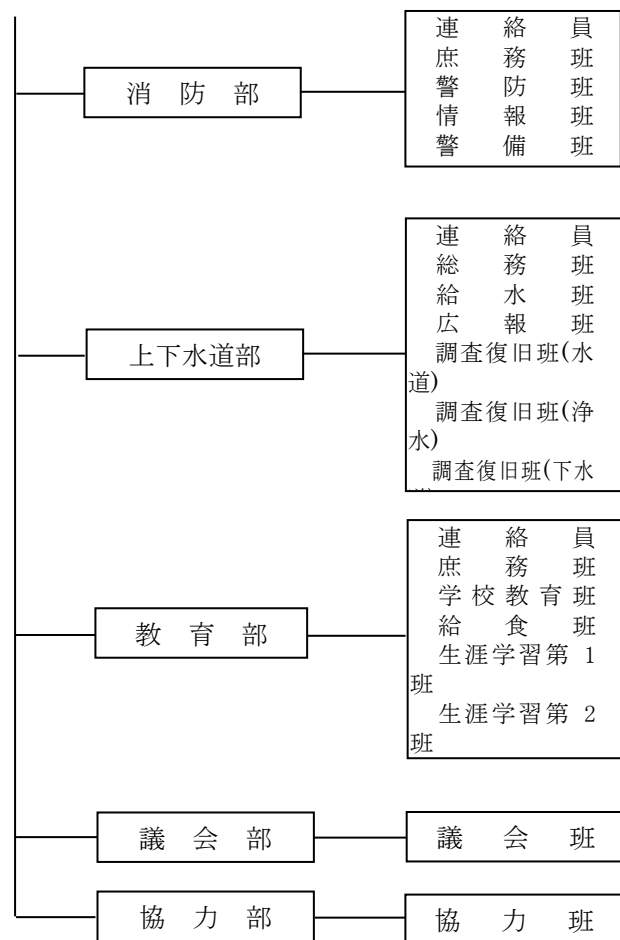 消防部
連絡員
庶務班
警防班
情報班
警備班
上下水道部
連絡員
総務班
給水班
広報班
調査復旧班(水
道)
調査復旧班(浄
水)
調査復旧班(下水
教育部
連絡員
庶務班
学校教育班
給食班
生涯学習第 1
班
生涯学習第 2
班
議会部
議会班
協力部
協力班